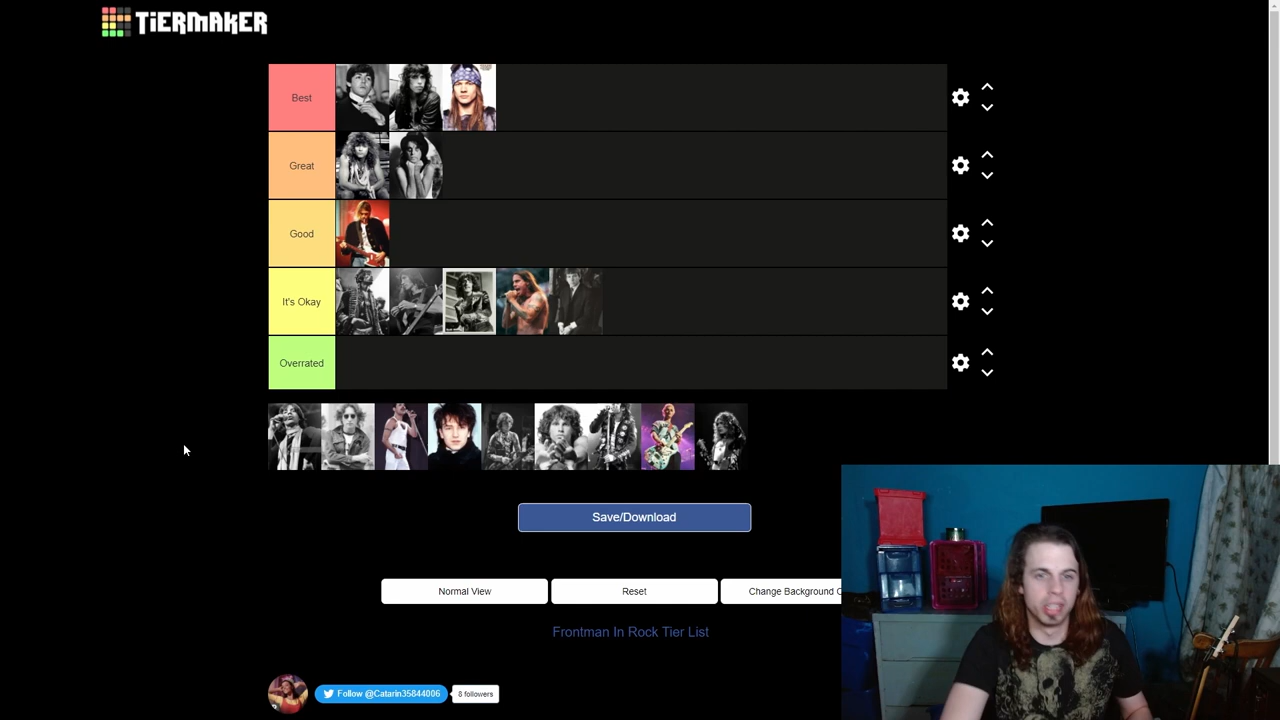 TiERMAKER
Best
Great
Good
It's Okay
Overrated
Save/Download
Normal View
Reset
Change Background
Frontman In Rock Tier List
Follow @Catarin35844006
8 followers